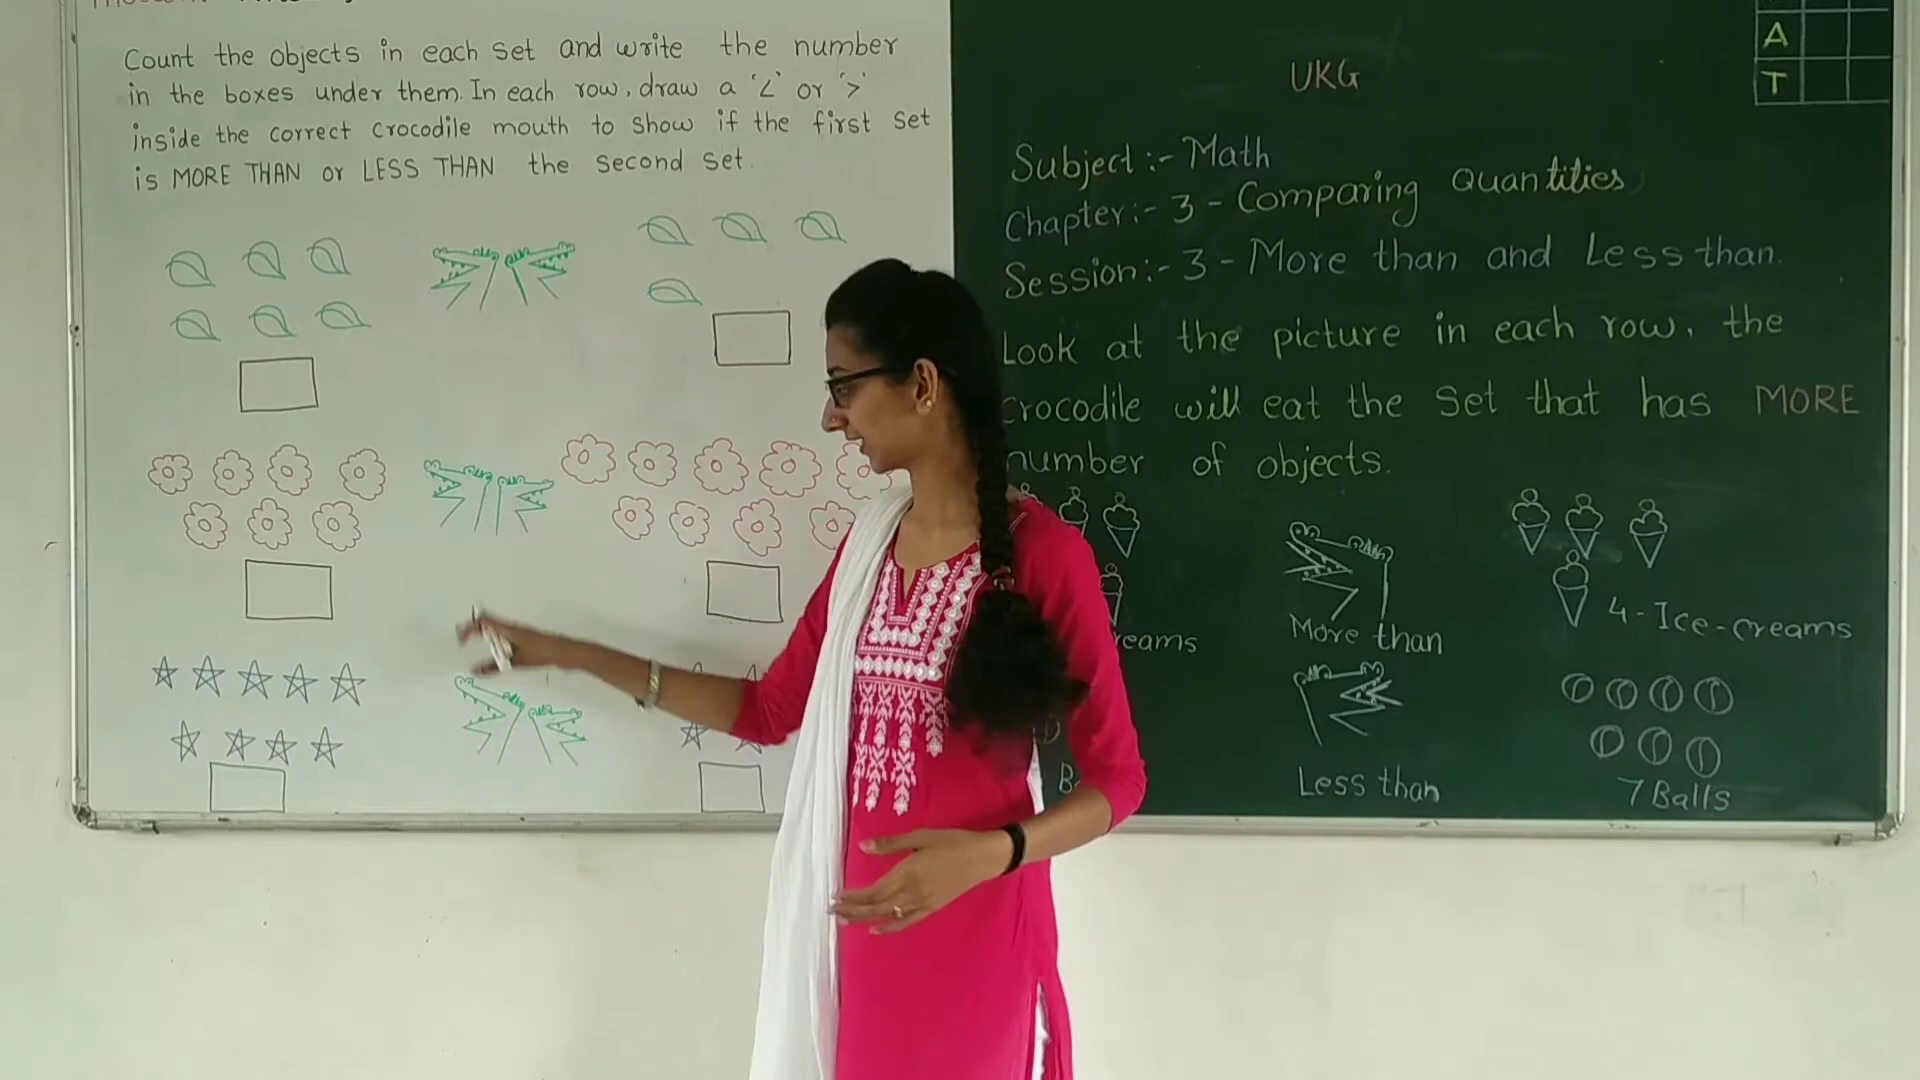 Count the objects in each set and write the number
in the boxes under them. In each row, draw a '<' or '>'
inside the correct crocodile mouth to show if the first set
is MORE THAN or LESS THAN the second set.
A
T
UKG
Subject:- Math
Chapter:- 3 - Comparing Quantities
Session:- 3 - More than and Less than.
Look at the picture in each row, the
crocodile will eat the set that has MORE
number of objects.
More than
4-Ice-creams
Less than
7 Balls